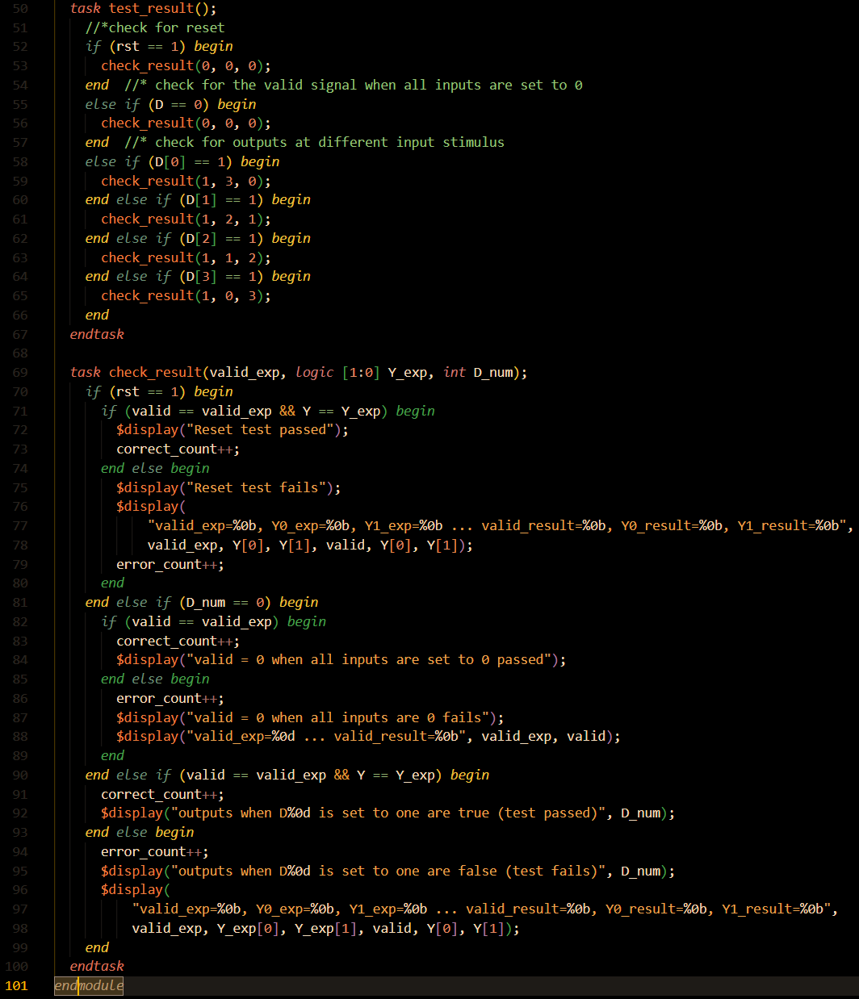 50 task test_result();
51 //*check for reset
52 if (rst == 1) begin
53 check_result(0, 0, 0);
54 end //* check for the valid signal when all inputs are set to 0
55 else if (D == 0) begin
56 check_result(0, 0, 0);
57 end //* check for outputs at different input stimulus
58 else if (D[0] == 1) begin
59 check_result(1, 3, 0);
60 end else if (D[1] == 1) begin
61 check_result(1, 2, 1);
62 end else if (D[2] == 1) begin
63 check_result(1, 1, 2);
64 end else if (D[3] == 1) begin
65 check_result(1, 0, 3);
66 end
67 endtask
68
69 task check_result(valid_exp, logic [1:0] Y_exp, int D_num);
70 if (rst == 1) begin
71 if (valid == valid_exp && Y == Y_exp) begin
72 $display("Reset test passed");
73 correct_count++;
74 end else begin
75 $display("Reset test fails");
76 $display(
77 "valid_exp=%0b, Y0_exp=%0b, Y1_exp=%0b ... valid_result=%0b, Y0_result=%0b, Y1_result=%0b",
78 valid_exp, Y[0], Y[1], valid, Y[0], Y[1]);
79 error_count++;
80 end
81 end else if (D_num == 0) begin
82 if (valid == valid_exp) begin
83 correct_count++;
84 $display("valid = 0 when all inputs are set to 0 passed");
85 end else begin
86 error_count++;
87 $display("valid = 0 when all inputs are 0 fails");
88 $display("valid_exp=%0d ... valid_result=%0b", valid_exp, valid);
89 end
90 end else if (valid == valid_exp && Y == Y_exp) begin
91 correct_count++;
92 $display("outputs when D%0d is set to one are true (test passed)", D_num);
93 end else begin
94 error_count++;
95 $display("outputs when D%0d is set to one are false (test fails)", D_num);
96 $display(
97 "valid_exp=%0b, Y0_exp=%0b, Y1_exp=%0b ... valid_result=%0b, Y0_result=%0b, Y1_result=%0b",
98 valid_exp, Y_exp[0], Y_exp[1], valid, Y[0], Y[1]);
99 end
100 endtask
101 endmodule